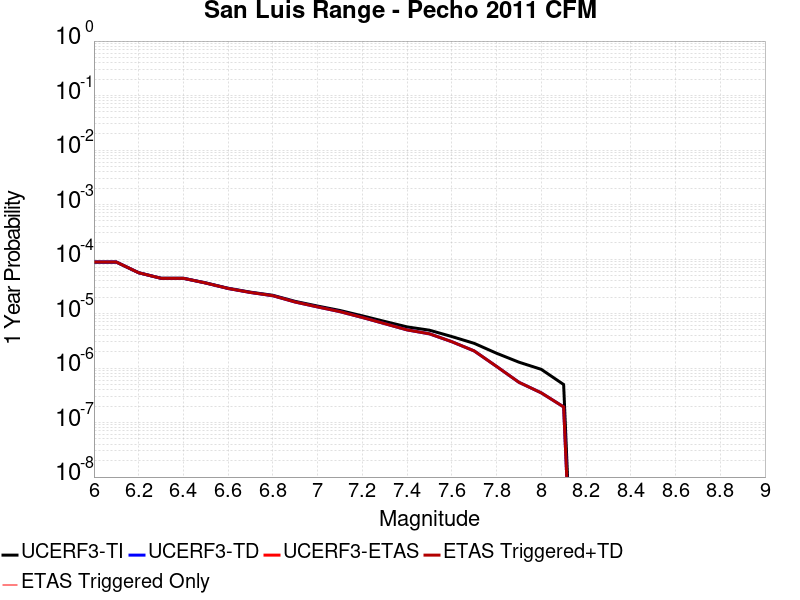 San Luis Range - Pecho 2011 CFM
10^0
10^-1
10^-2
10^-3
10^-4
10^-5
10^-6
10^-7
10^-8
1 Year Probability
6 6.2 6.4 6.6 6.8 7 7.2 7.4 7.6 7.8 8 8.2 8.4 8.6 8.8 9
Magnitude
UCERF3-TI UCERF3-TD UCERF3-ETAS ETAS Triggered+TD
ETAS Triggered Only